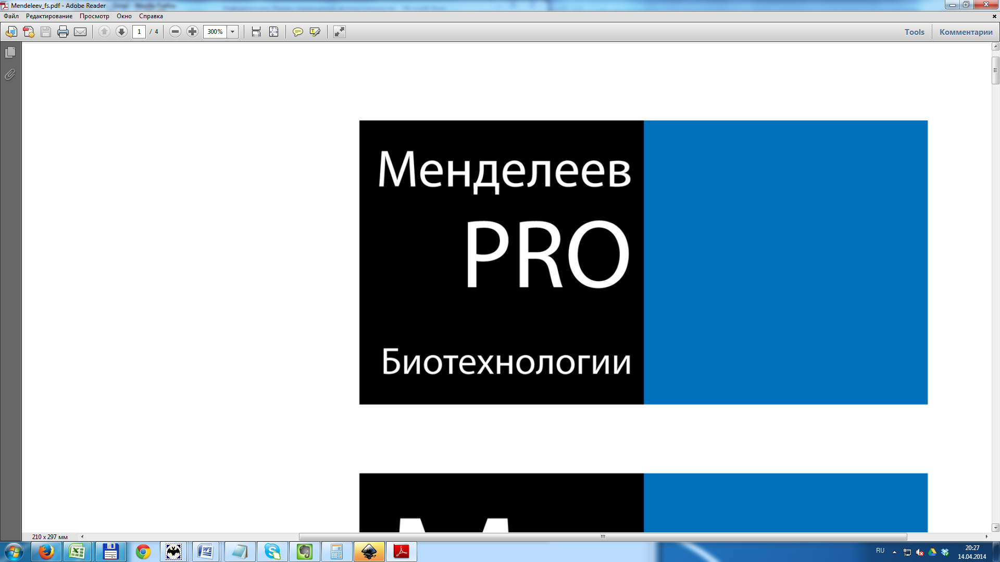 Mendeleev_fs.pdf - Adobe Reader
Файл Редактирование Просмотр Окно Справка
1 / 4 300% Tools Комментарии
Менделеев
PRO
Биотехнологии
М
210 x 297 мм
RU 20:27
14.04.2014